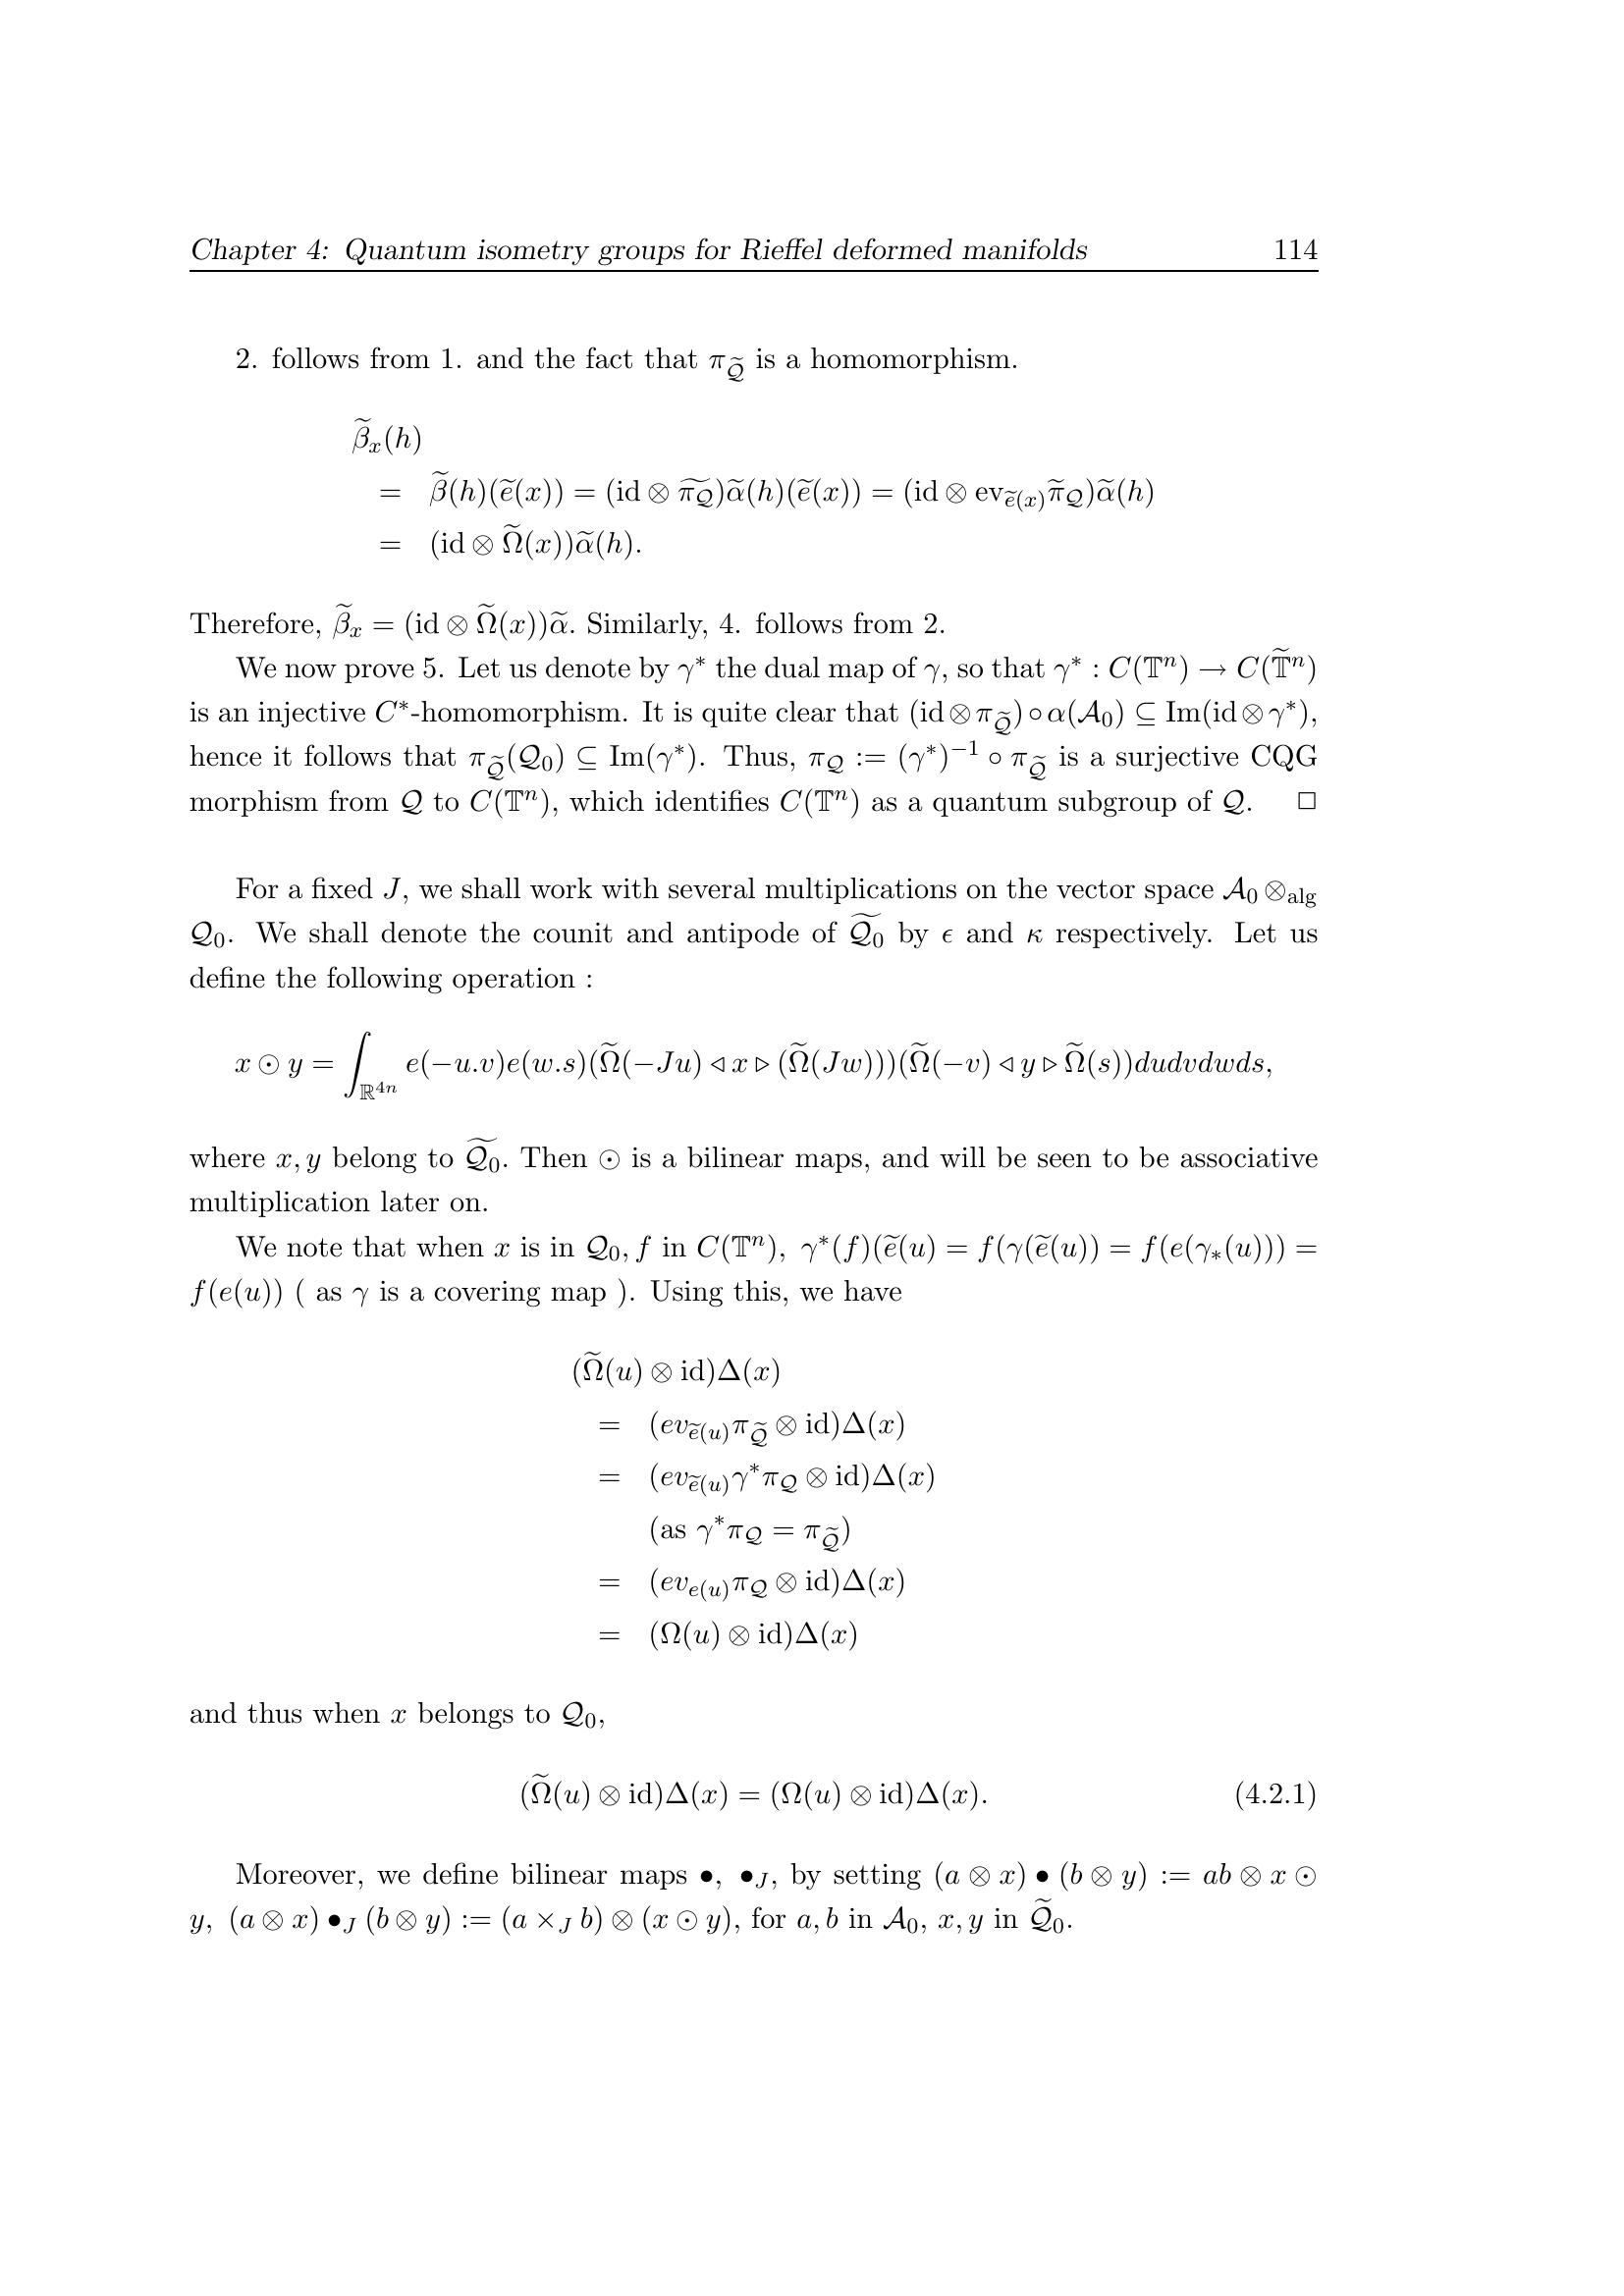 Chapter 4: Quantum isometry groups for Rieffel deformed manifolds 114
2. follows from 1. and the fact that $\pi_{\widetilde{\mathcal{Q}}}$ is a homomorphism.
$\widetilde{\beta}_x(h)$
$= \widetilde{\beta}(h)(\widetilde{e}(x)) = (\mathrm{id} \otimes \widetilde{\pi_{\mathcal{Q}}})\widetilde{\alpha}(h)(\widetilde{e}(x)) = (\mathrm{id} \otimes \mathrm{ev}_{\widetilde{e}(x)}\widetilde{\pi}_{\mathcal{Q}})\widetilde{\alpha}(h)$
$= (\mathrm{id} \otimes \widetilde{\Omega}(x))\widetilde{\alpha}(h).$
Therefore, $\widetilde{\beta}_x = (\mathrm{id} \otimes \widetilde{\Omega}(x))\widetilde{\alpha}$. Similarly, 4. follows from 2.
We now prove 5. Let us denote by $\gamma^*$ the dual map of $\gamma$, so that $\gamma^* : C(\mathbb{T}^n) \to C(\widetilde{\mathbb{T}}^n)$
is an injective $C^*$-homomorphism. It is quite clear that $(\mathrm{id} \otimes \pi_{\widetilde{\mathcal{Q}}}) \circ \alpha(\mathcal{A}_0) \subseteq \mathrm{Im}(\mathrm{id} \otimes \gamma^*)$,
hence it follows that $\pi_{\widetilde{\mathcal{Q}}}(\mathcal{Q}_0) \subseteq \mathrm{Im}(\gamma^*)$. Thus, $\pi_{\mathcal{Q}} := (\gamma^*)^{-1} \circ \pi_{\widetilde{\mathcal{Q}}}$ is a surjective CQG
morphism from $\mathcal{Q}$ to $C(\mathbb{T}^n)$, which identifies $C(\mathbb{T}^n)$ as a quantum subgroup of $\mathcal{Q}$. □
For a fixed $J$, we shall work with several multiplications on the vector space $\mathcal{A}_0 \otimes_{\mathrm{alg}}$
$\mathcal{Q}_0$. We shall denote the counit and antipode of $\widetilde{\mathcal{Q}_0}$ by $\epsilon$ and $\kappa$ respectively. Let us
define the following operation :
$x \odot y = \int_{\mathbb{R}^{4n}} e(-u.v)e(w.s)(\widetilde{\Omega}(-Ju) \triangleleft x \triangleright (\widetilde{\Omega}(Jw)))(\widetilde{\Omega}(-v) \triangleleft y \triangleright \widetilde{\Omega}(s))dudvdwds,$
where $x, y$ belong to $\widetilde{\mathcal{Q}_0}$. Then $\odot$ is a bilinear maps, and will be seen to be associative
multiplication later on.
We note that when $x$ is in $\mathcal{Q}_0, f$ in $C(\mathbb{T}^n)$, $\gamma^*(f)(\widetilde{e}(u) = f(\gamma(\widetilde{e}(u)) = f(e(\gamma_*(u))) =$
$f(e(u))$ ( as $\gamma$ is a covering map ). Using this, we have
$(\widetilde{\Omega}(u) \otimes \mathrm{id})\Delta(x)$
$= (ev_{\widetilde{e}(u)}\pi_{\widetilde{\mathcal{Q}}} \otimes \mathrm{id})\Delta(x)$
$= (ev_{\widetilde{e}(u)}\gamma^*\pi_{\mathcal{Q}} \otimes \mathrm{id})\Delta(x)$
(as $\gamma^*\pi_{\mathcal{Q}} = \pi_{\widetilde{\mathcal{Q}}}$)
$= (ev_{e(u)}\pi_{\mathcal{Q}} \otimes \mathrm{id})\Delta(x)$
$= (\Omega(u) \otimes \mathrm{id})\Delta(x)$
and thus when $x$ belongs to $\mathcal{Q}_0$,
$(\widetilde{\Omega}(u) \otimes \mathrm{id})\Delta(x) = (\Omega(u) \otimes \mathrm{id})\Delta(x).$ (4.2.1)
Moreover, we define bilinear maps $\bullet$, $\bullet_J$, by setting $(a \otimes x) \bullet (b \otimes y) := ab \otimes x \odot$
$y$, $(a \otimes x) \bullet_J (b \otimes y) := (a \times_J b) \otimes (x \odot y)$, for $a, b$ in $\mathcal{A}_0$, $x, y$ in $\widetilde{\mathcal{Q}}_0$.